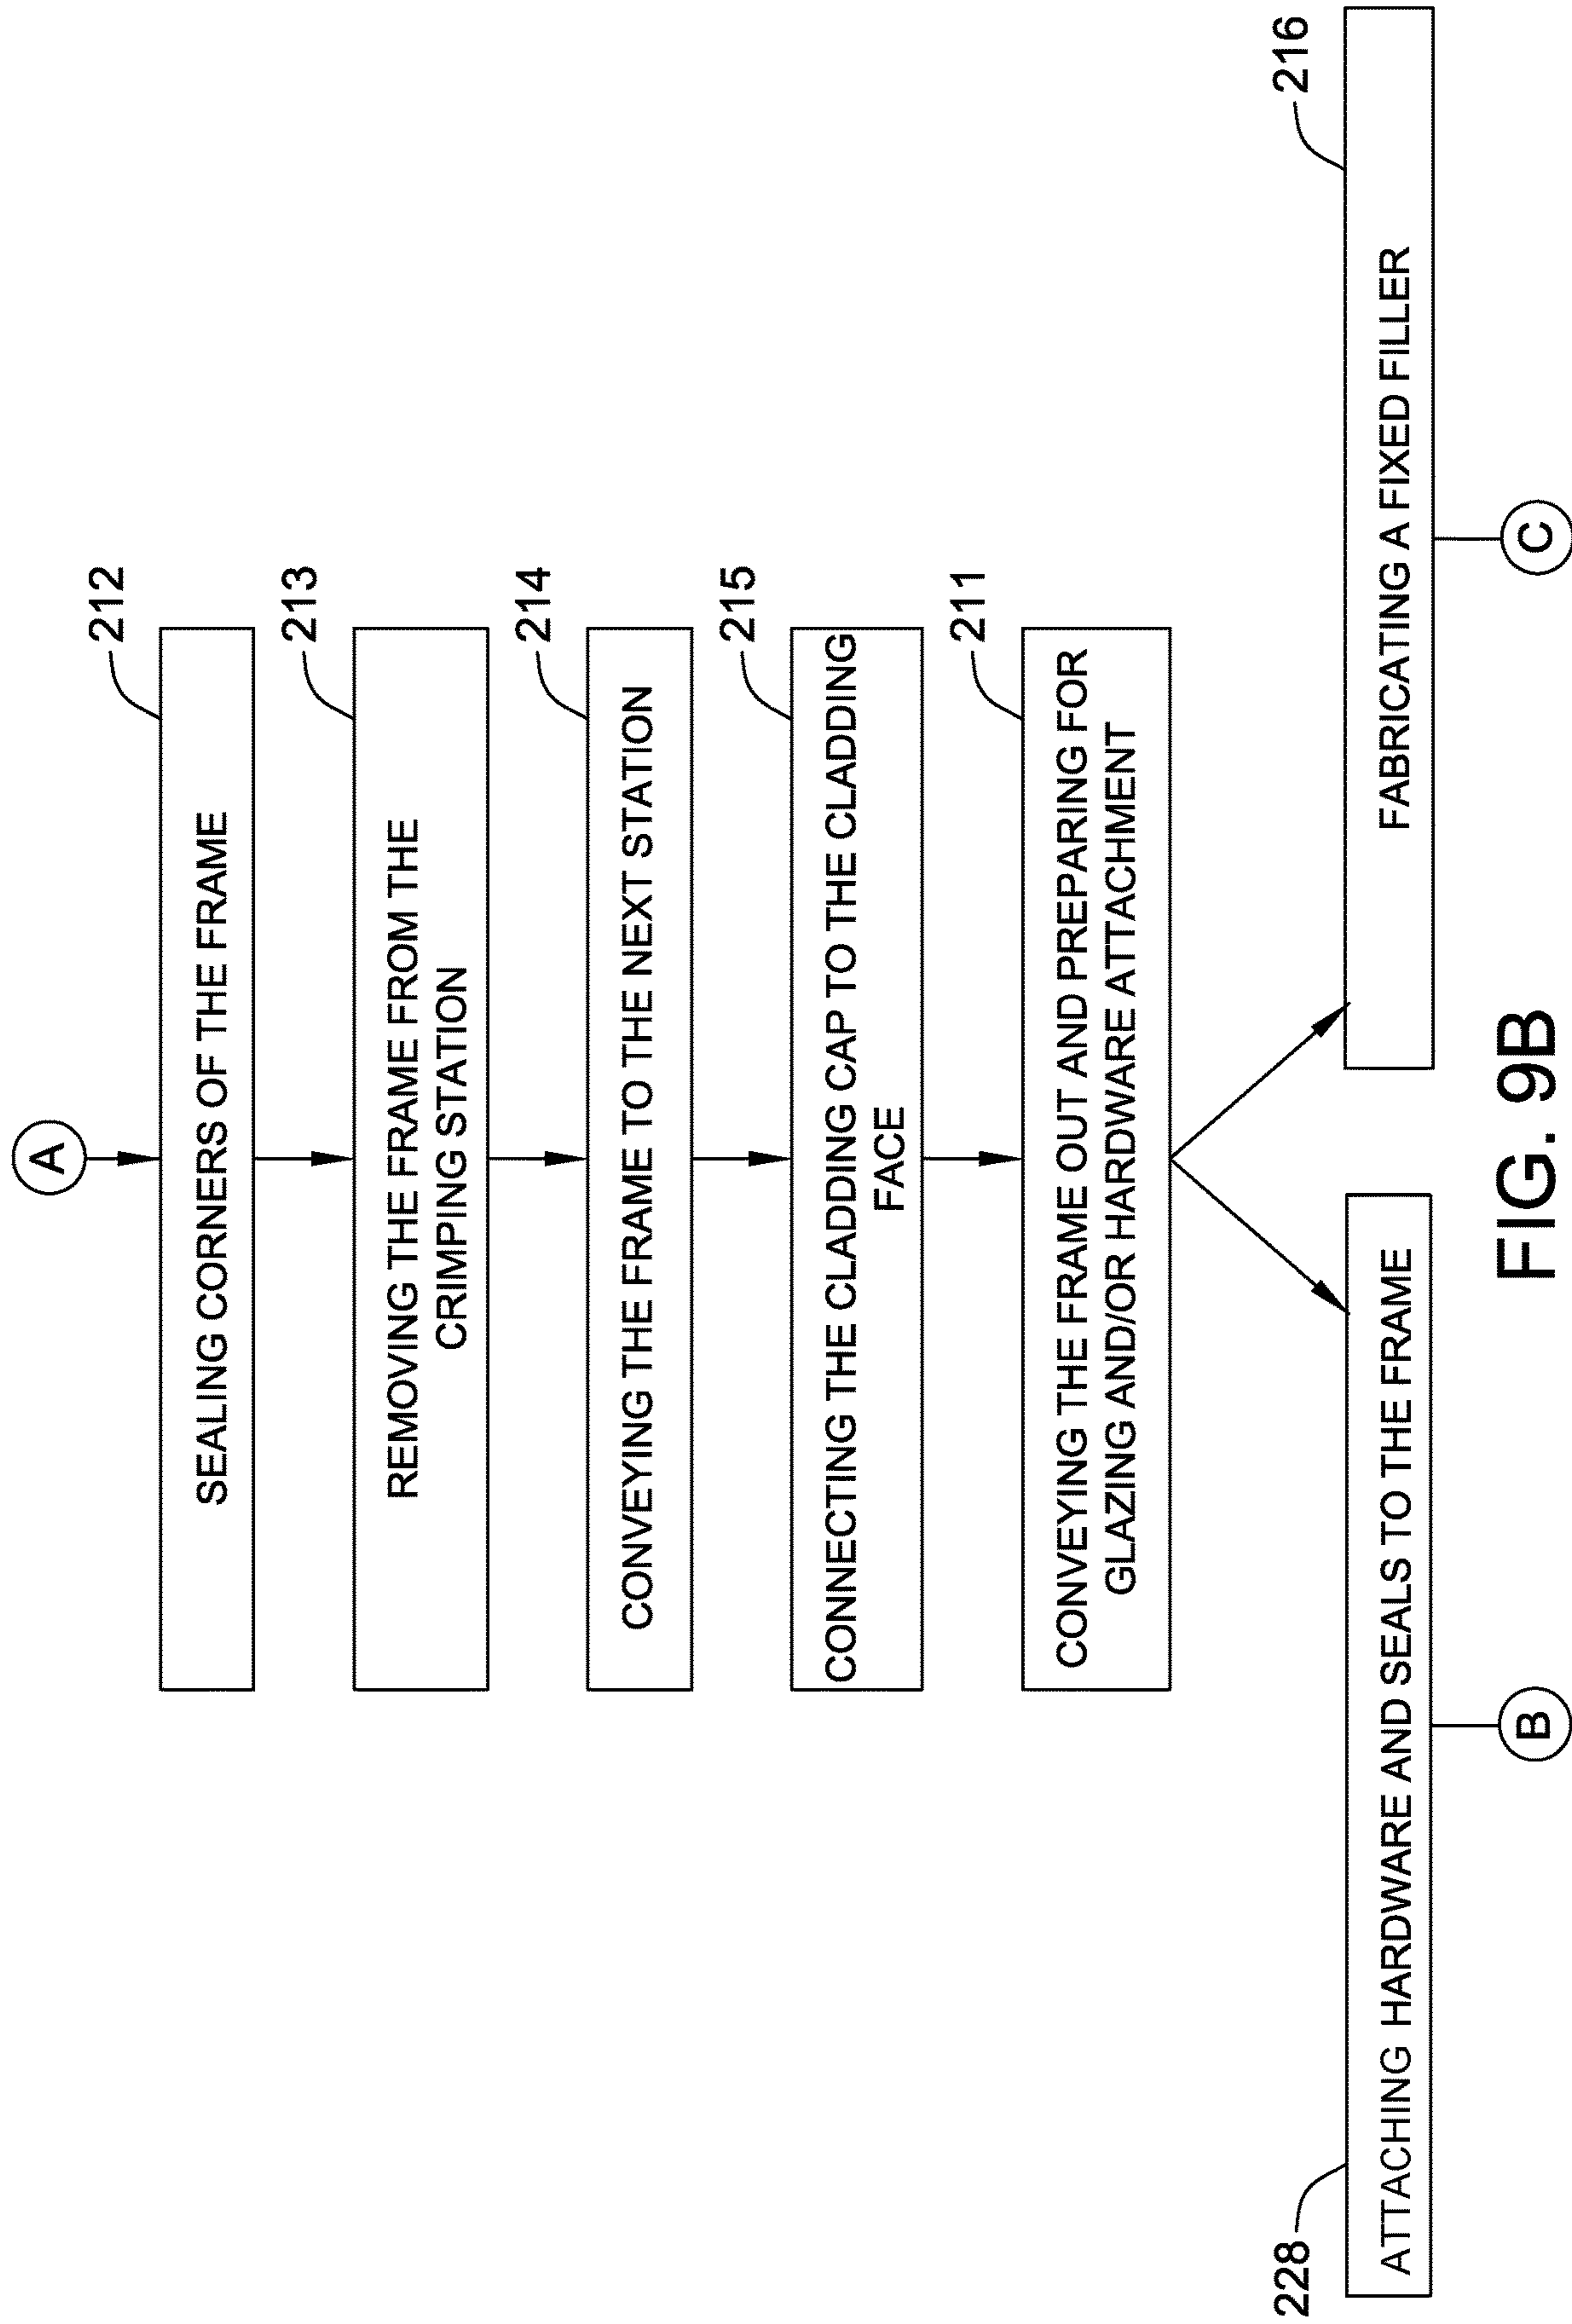 A
212
SEALING CORNERS OF THE FRAME
213
REMOVING THE FRAME FROM THE
CRIMPING STATION
214
CONVEYING THE FRAME TO THE NEXT STATION
215
CONNECTING THE CLADDING CAP TO THE CLADDING
FACE
211
CONVEYING THE FRAME OUT AND PREPARING FOR
GLAZING AND/OR HARDWARE ATTACHMENT
228
ATTACHING HARDWARE AND SEALS TO THE FRAME
B
216
FABRICATING A FIXED FILLER
C
FIG. 9B